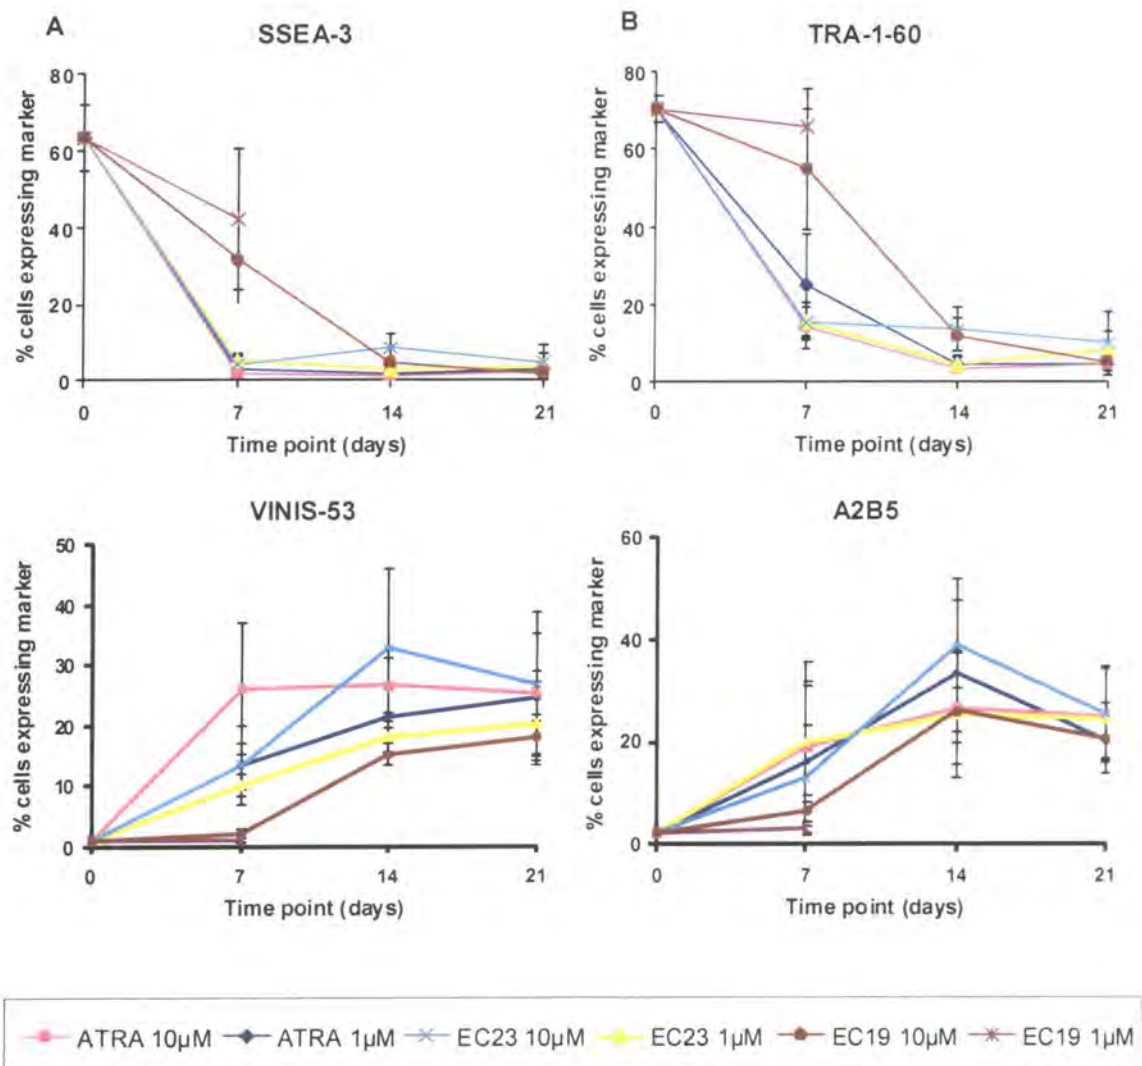 A
SSEA-3
% cells expressing marker
80
60
40
20
0
0 7 14 21
Time point (days)
B
TRA-1-60
% cells expressing marker
80
60
40
20
0
0 7 14 21
Time point (days)
VINIS-53
% cells expressing marker
50
40
30
20
10
0
0 7 14 21
Time point (days)
A2B5
% cells expressing marker
60
40
20
0
0 7 14 21
Time point (days)
ATRA 10µM ATRA 1µM EC23 10µM EC23 1µM EC19 10µM EC19 1µM